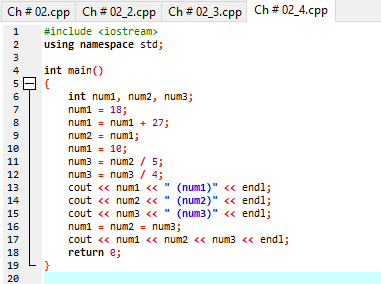 Ch # 02.cpp Ch # 02_2.cpp Ch # 02_3.cpp Ch # 02_4.cpp
1 #include <iostream>
2 using namespace std;
3
4 int main()
5 {
6 int num1, num2, num3;
7 num1 = 18;
8 num1 = num1 + 27;
9 num2 = num1;
10 num1 = 10;
11 num3 = num2 / 5;
12 num3 = num3 / 4;
13 cout << num1 << " (num1)" << endl;
14 cout << num2 << " (num2)" << endl;
15 cout << num3 << " (num3)" << endl;
16 num1 = num2 = num3;
17 cout << num1 << num2 << num3 << endl;
18 return 0;
19 }
20